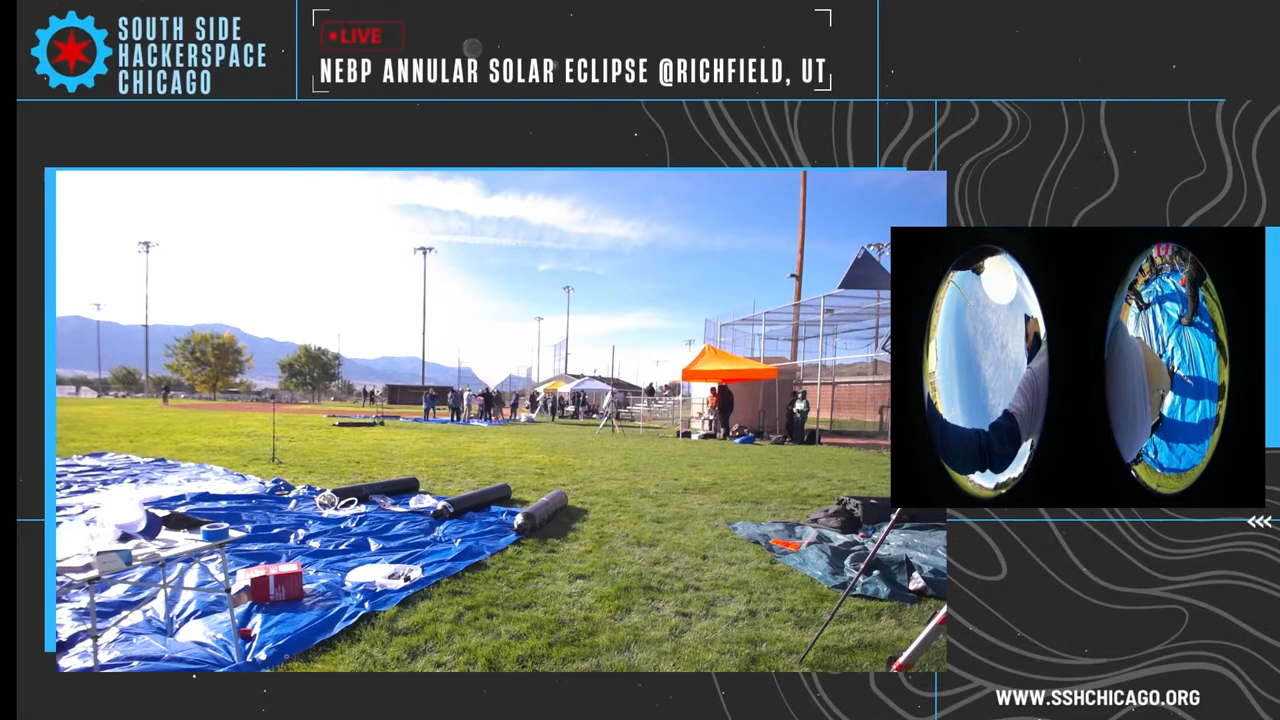 SOUTH SIDE
HACKERSPACE
CHICAGO
LIVE
NEBP ANNULAR SOLAR ECLIPSE @RICHFIELD, UT
WWW.SSHCHICAGO.ORG